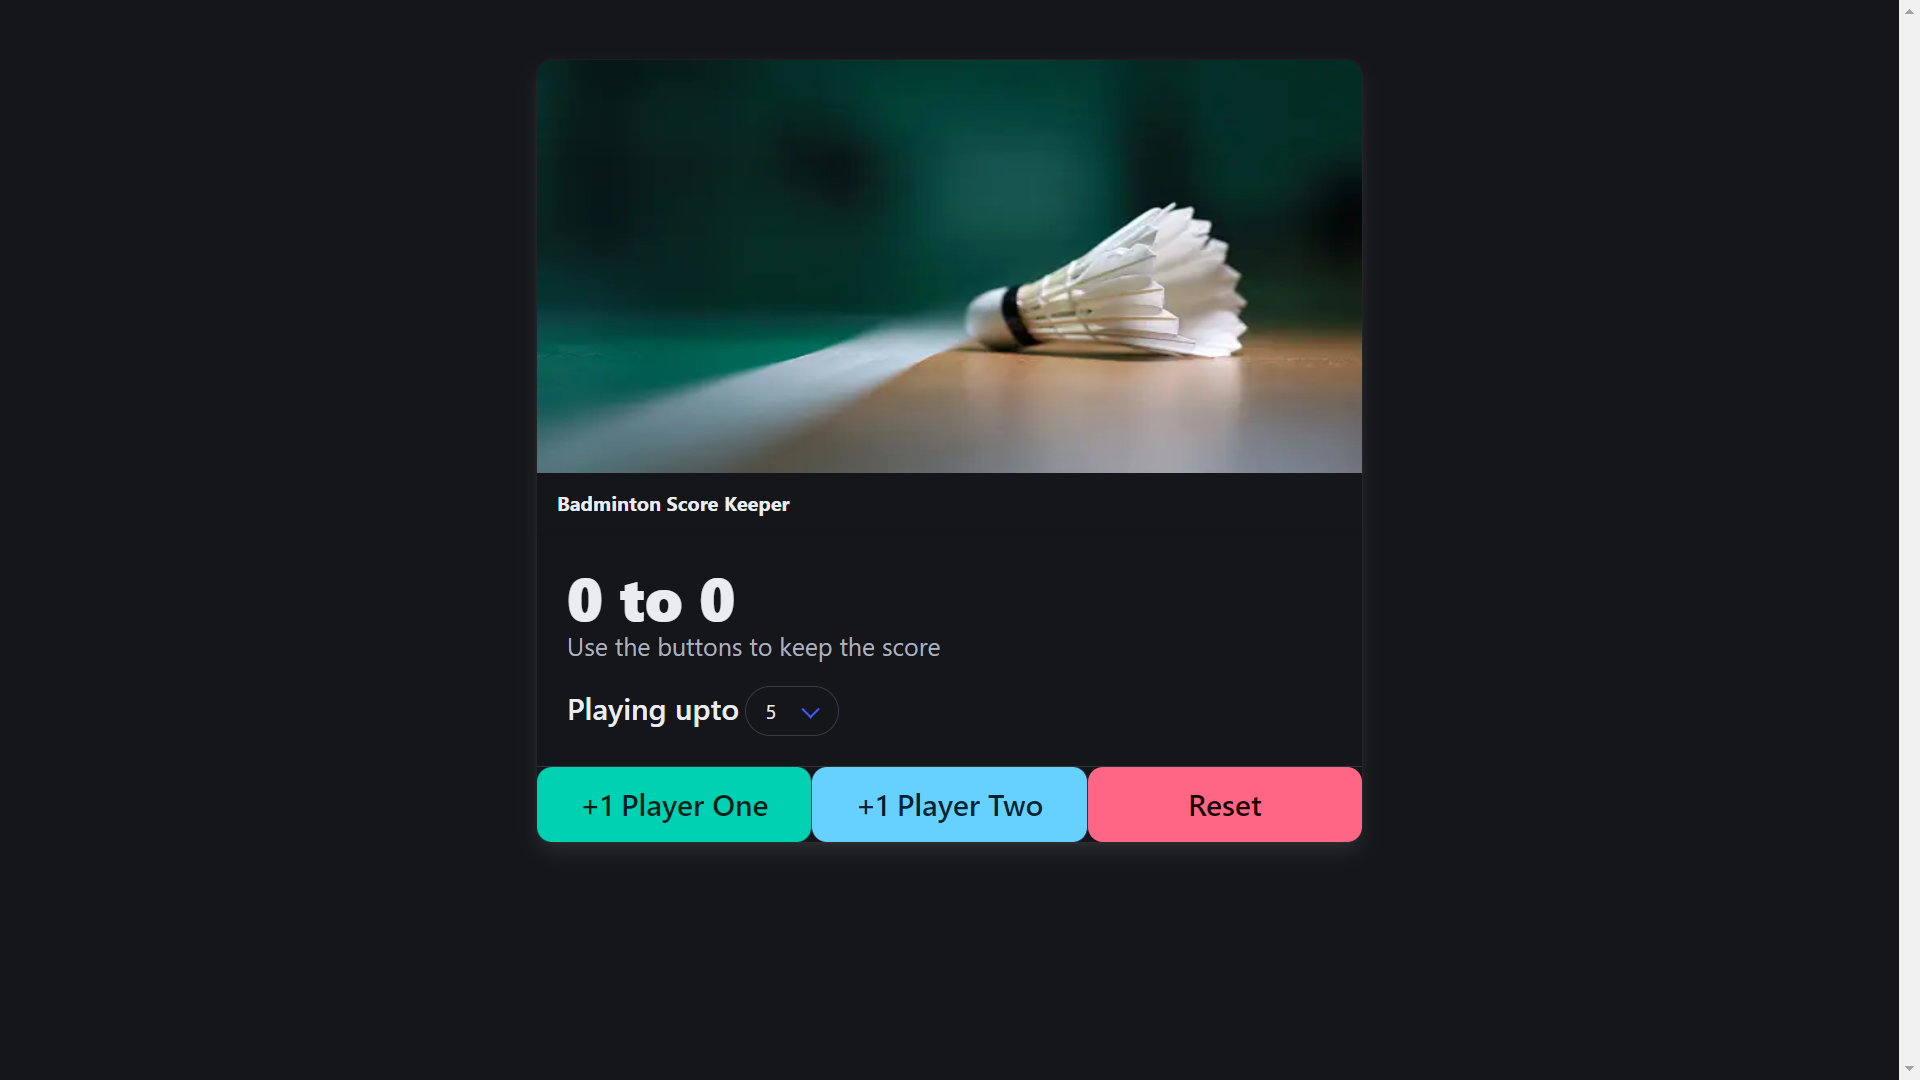 Badminton Score Keeper
0 to 0
Use the buttons to keep the score
Playing upto 5
+1 Player One +1 Player Two Reset